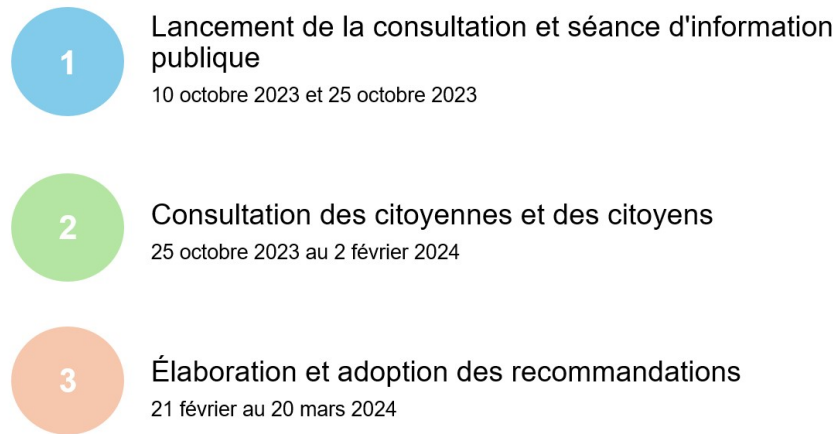 1
Lancement de la consultation et séance d'information
publique
10 octobre 2023 et 25 octobre 2023
2
Consultation des citoyennes et des citoyens
25 octobre 2023 au 2 février 2024
3
Élaboration et adoption des recommandations
21 février au 20 mars 2024